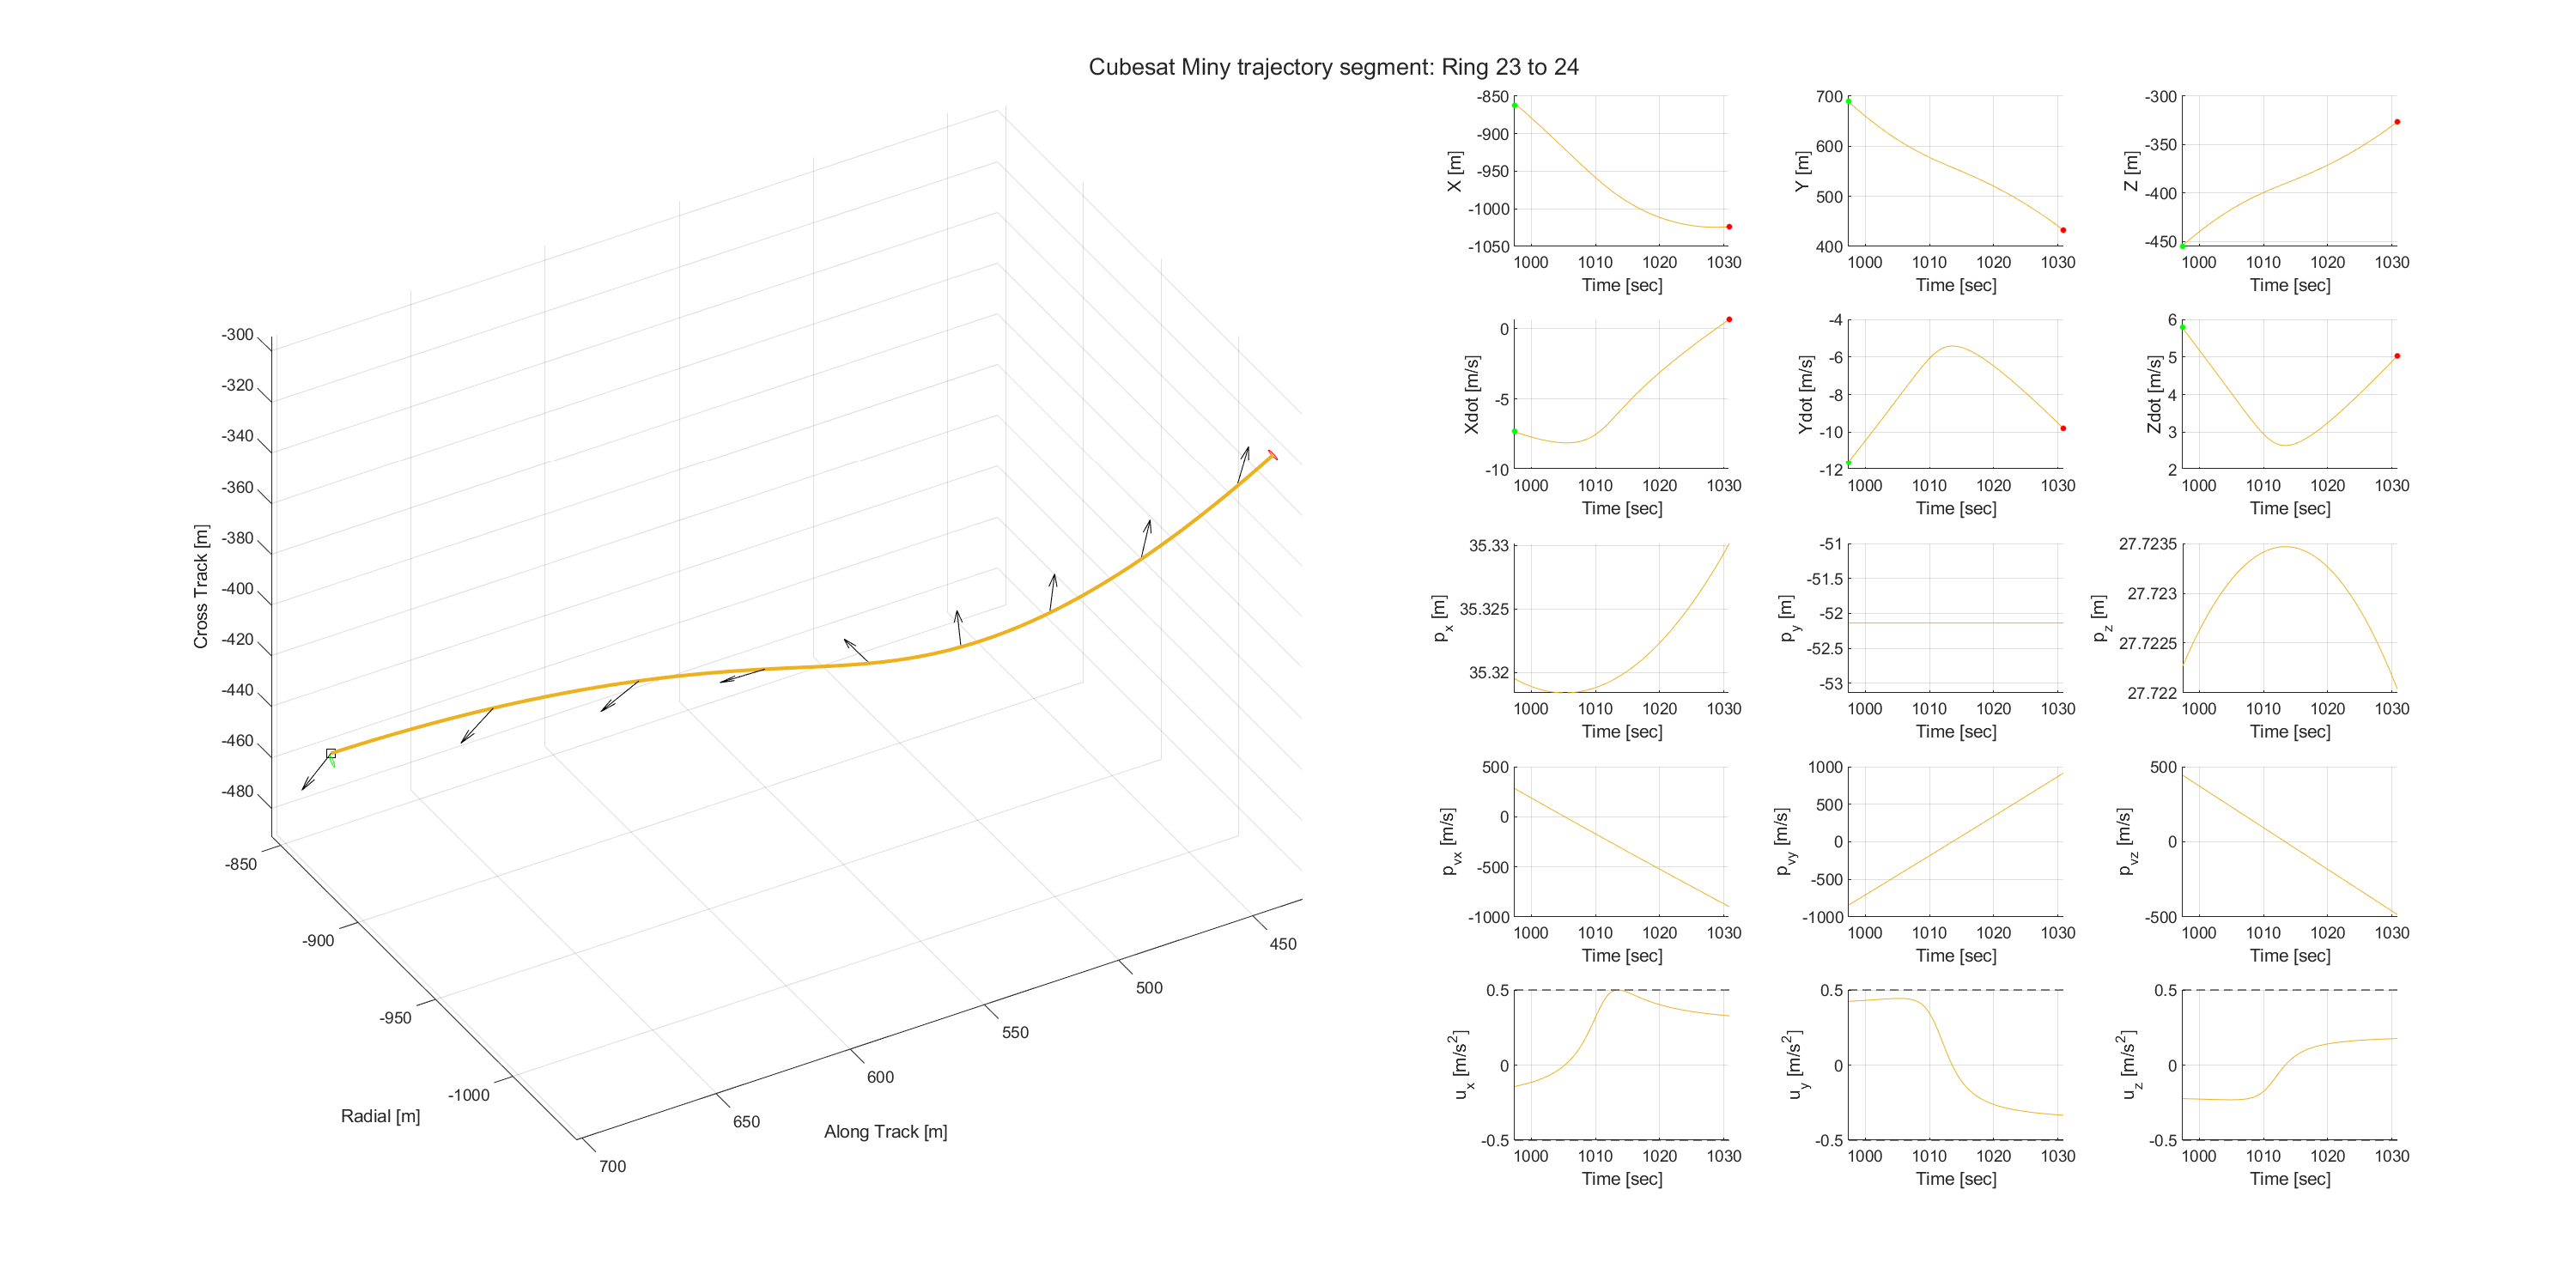 Cubesat Miny trajectory segment: Ring 23 to 24
-300
-320
-340
-360
-380
-400
-420
-440
-460
-480
Cross Track [m]
-850
-900
-950
-1000
Radial [m]
700
650
600
550
500
450
Along Track [m]
-850
-900
-950
-1000
-1050
X [m]
1000 1010 1020 1030
Time [sec]
700
600
500
400
Y [m]
1000 1010 1020 1030
Time [sec]
-300
-350
-400
-450
Z [m]
1000 1010 1020 1030
Time [sec]
0
-5
-10
Xdot [m/s]
1000 1010 1020 1030
Time [sec]
-4
-6
-8
-10
-12
Ydot [m/s]
1000 1010 1020 1030
Time [sec]
6
5
4
3
2
Zdot [m/s]
1000 1010 1020 1030
Time [sec]
35.33
35.325
35.32
p_x [m]
1000 1010 1020 1030
Time [sec]
-51
-51.5
-52
-52.5
-53
p_y [m]
1000 1010 1020 1030
Time [sec]
27.7235
27.723
27.7225
27.722
p_z [m]
1000 1010 1020 1030
Time [sec]
500
0
-500
-1000
p_vx [m/s]
1000 1010 1020 1030
Time [sec]
1000
500
0
-500
-1000
p_vy [m/s]
1000 1010 1020 1030
Time [sec]
500
0
-500
p_vz [m/s]
1000 1010 1020 1030
Time [sec]
0.5
0
-0.5
u_x [m/s²]
1000 1010 1020 1030
Time [sec]
0.5
0
-0.5
u_y [m/s²]
1000 1010 1020 1030
Time [sec]
0.5
0
-0.5
u_z [m/s²]
1000 1010 1020 1030
Time [sec]